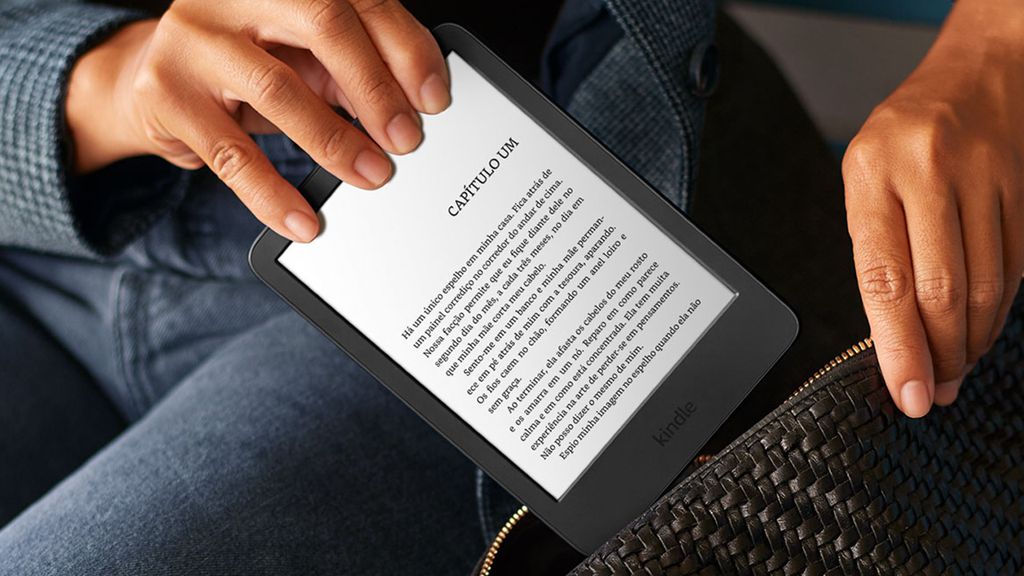 CAPÍTULO UM
Há um único espelho em minha casa. Fica atrás de
um painel corrediço no corredor do andar de cima.
Nossa facção permite que eu fique diante dele no
segundo dia do mês, a cada três meses, no dia em
que minha mãe corta meu cabelo.
Sento-me em um banco e minha mãe perman-
ece em pé atrás de mim com a tesoura, aparando.
Os fios caem no chão, formando um anel loiro e
sem graça.
Ao terminar, ela afasta os cabelos do meu rosto
e os amarra em um nó. Reparo em como parece
calma e em como está concentrada. Ela tem muita
experiência na arte de perder-se em pensamentos.
Não posso dizer o mesmo de mim.
Espio minha imagem no espelho quando ela não
kindle